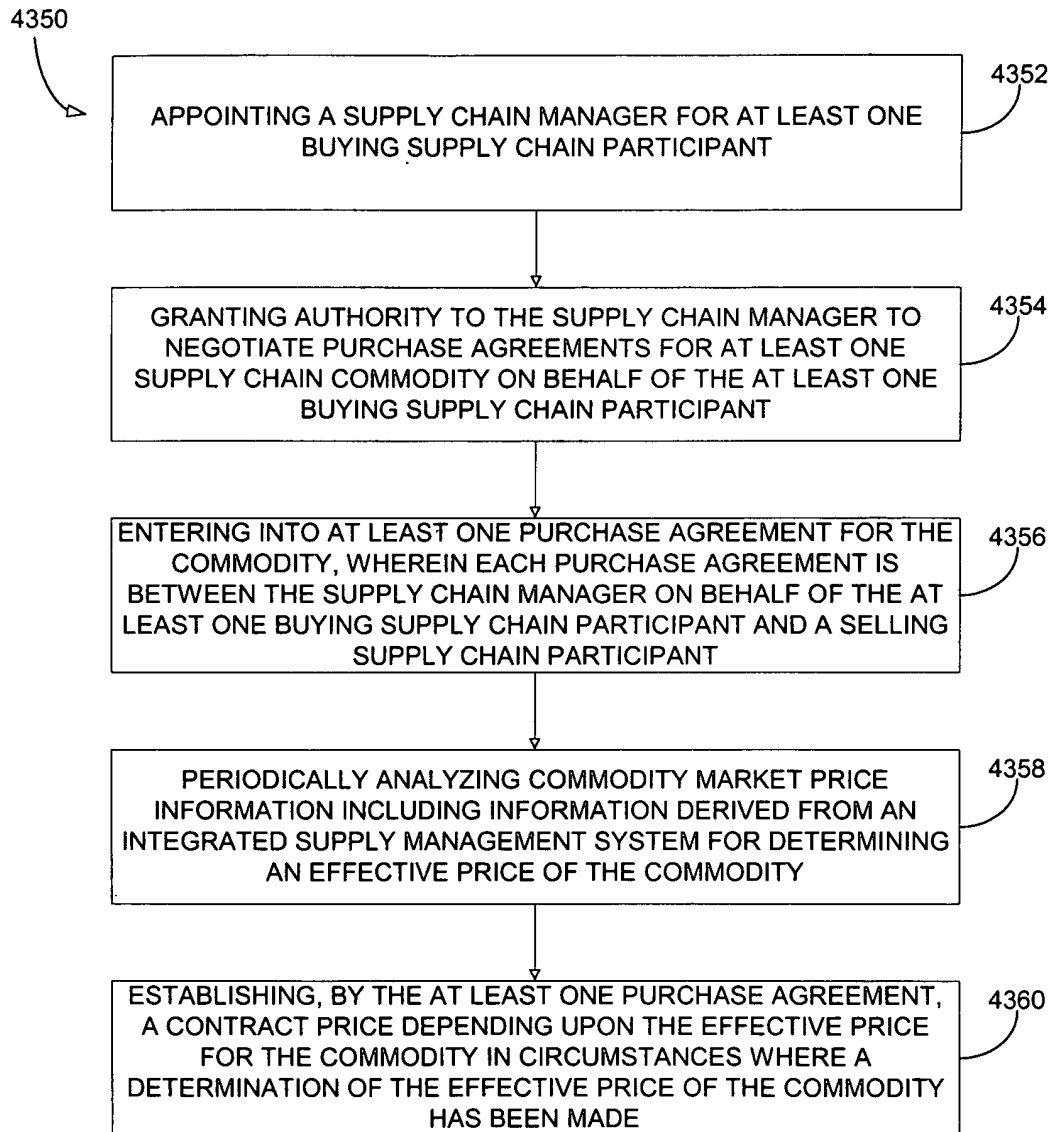 4350
4352
APPOINTING A SUPPLY CHAIN MANAGER FOR AT LEAST ONE
BUYING SUPPLY CHAIN PARTICIPANT
4354
GRANTING AUTHORITY TO THE SUPPLY CHAIN MANAGER TO
NEGOTIATE PURCHASE AGREEMENTS FOR AT LEAST ONE
SUPPLY CHAIN COMMODITY ON BEHALF OF THE AT LEAST ONE
BUYING SUPPLY CHAIN PARTICIPANT
4356
ENTERING INTO AT LEAST ONE PURCHASE AGREEMENT FOR THE
COMMODITY, WHEREIN EACH PURCHASE AGREEMENT IS
BETWEEN THE SUPPLY CHAIN MANAGER ON BEHALF OF THE AT
LEAST ONE BUYING SUPPLY CHAIN PARTICIPANT AND A SELLING
SUPPLY CHAIN PARTICIPANT
4358
PERIODICALLY ANALYZING COMMODITY MARKET PRICE
INFORMATION INCLUDING INFORMATION DERIVED FROM AN
INTEGRATED SUPPLY MANAGEMENT SYSTEM FOR DETERMINING
AN EFFECTIVE PRICE OF THE COMMODITY
4360
ESTABLISHING, BY THE AT LEAST ONE PURCHASE AGREEMENT,
A CONTRACT PRICE DEPENDING UPON THE EFFECTIVE PRICE
FOR THE COMMODITY IN CIRCUMSTANCES WHERE A
DETERMINATION OF THE EFFECTIVE PRICE OF THE COMMODITY
HAS BEEN MADE